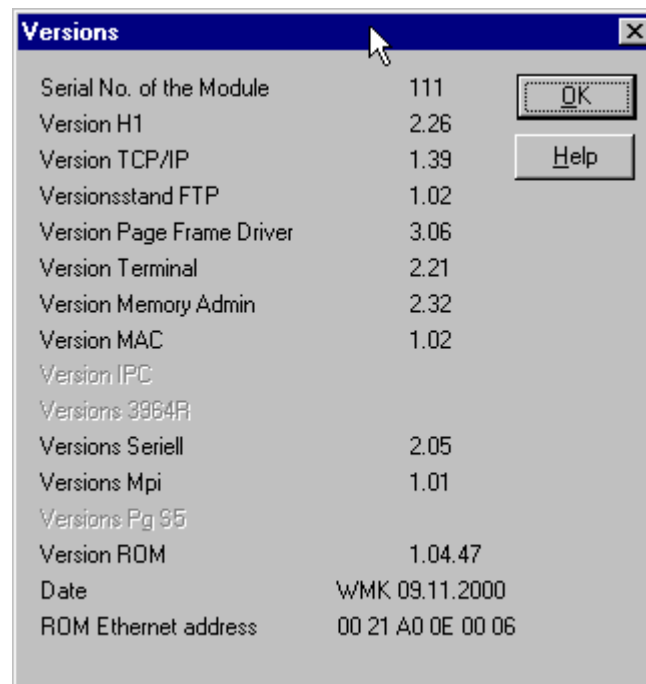 Versions
Serial No. of the Module 111 OK
Version H1 2.26
Version TCP/IP 1.39 Help
Versionsstand FTP 1.02
Version Page Frame Driver 3.06
Version Terminal 2.21
Version Memory Admin 2.32
Version MAC 1.02
Version IPC
Versions 3964R
Versions Seriell 2.05
Versions Mpi 1.01
Versions Pg S5
Version ROM 1.04.47
Date WMK 09.11.2000
ROM Ethernet address 00 21 A0 0E 00 06